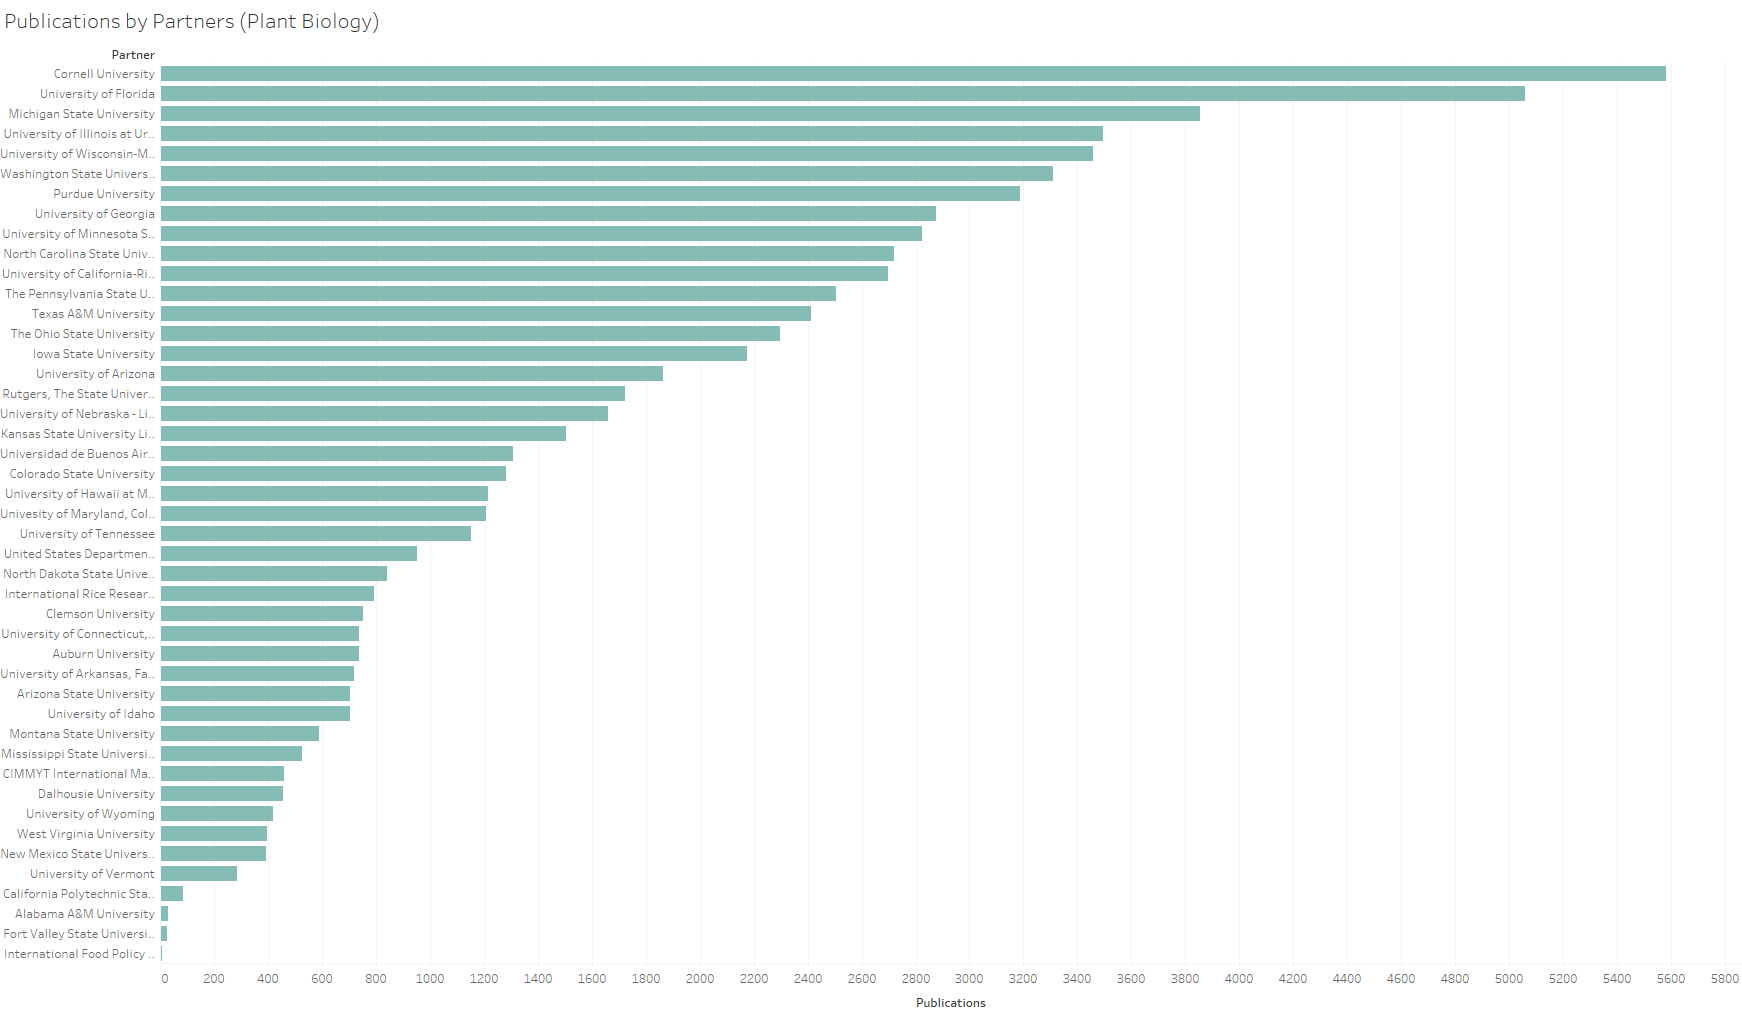 Publications by Partners (Plant Biology)
Partner
Cornell University
University of Florida
Michigan State University
University of Illinois at Ur..
University of Wisconsin-M..
Washington State Univers..
Purdue University
University of Georgia
University of Minnesota S..
North Carolina State Univ..
University of California-Ri..
The Pennsylvania State U..
Texas A&M University
The Ohio State University
Iowa State University
University of Arizona
Rutgers, The State Univer..
University of Nebraska - Li..
Kansas State University Li..
Universidad de Buenos Air..
Colorado State University
University of Hawaii at M..
Univesity of Maryland, Col..
University of Tennessee
United States Departmen..
North Dakota State Unive..
International Rice Resear..
Clemson University
University of Connecticut,..
Auburn University
University of Arkansas, Fa..
Arizona State University
University of Idaho
Montana State University
Mississippi State Universi..
CIMMYT International Ma..
Dalhousie University
University of Wyoming
West Virginia University
New Mexico State Univers..
University of Vermont
California Polytechnic Sta..
Alabama A&M University
Fort Valley State Universi..
International Food Policy ..
0 200 400 600 800 1000 1200 1400 1600 1800 2000 2200 2400 2600 2800 3000 3200 3400 3600 3800 4000 4200 4400 4600 4800 5000 5200 5400 5600 5800
Publications